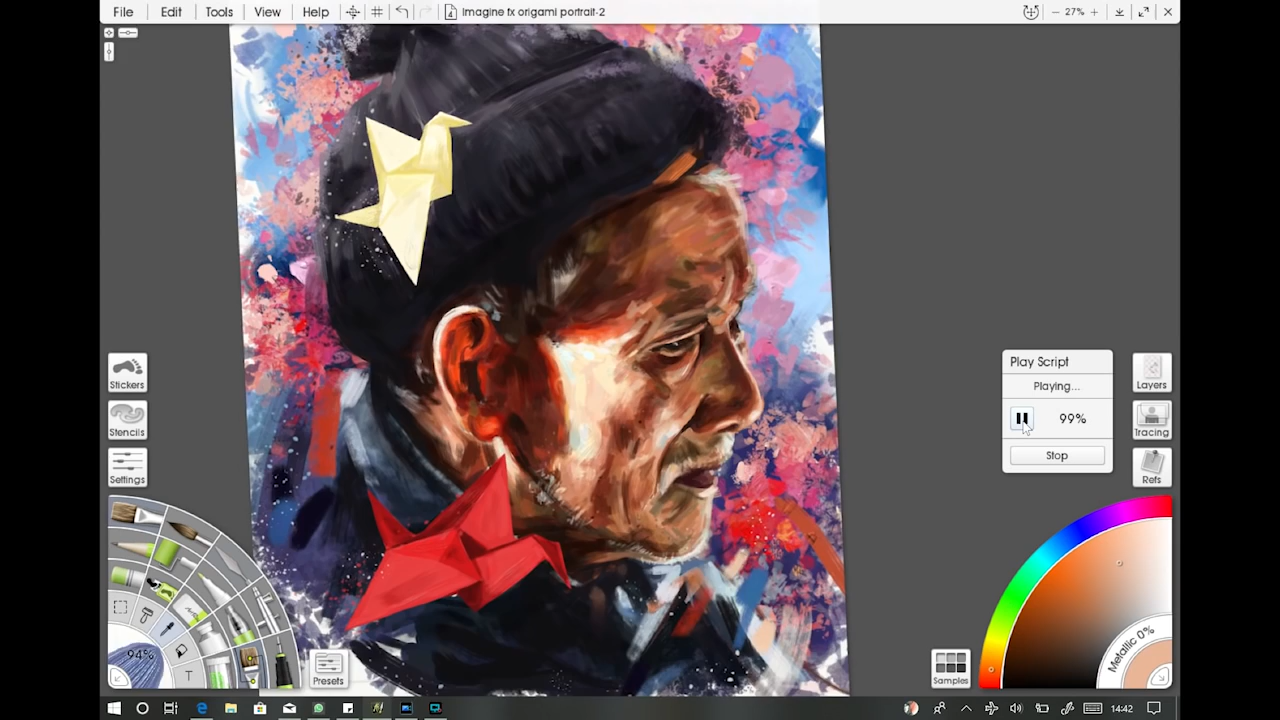 File Edit Tools View Help Imagine fx origami portrait-2 27%
Play Script
Playing...
99%
Stop
Stickers
Stencils
Settings
Layers
Tracing
Refs
94%
T
Presets
Samples
Metallic 0%
14:42